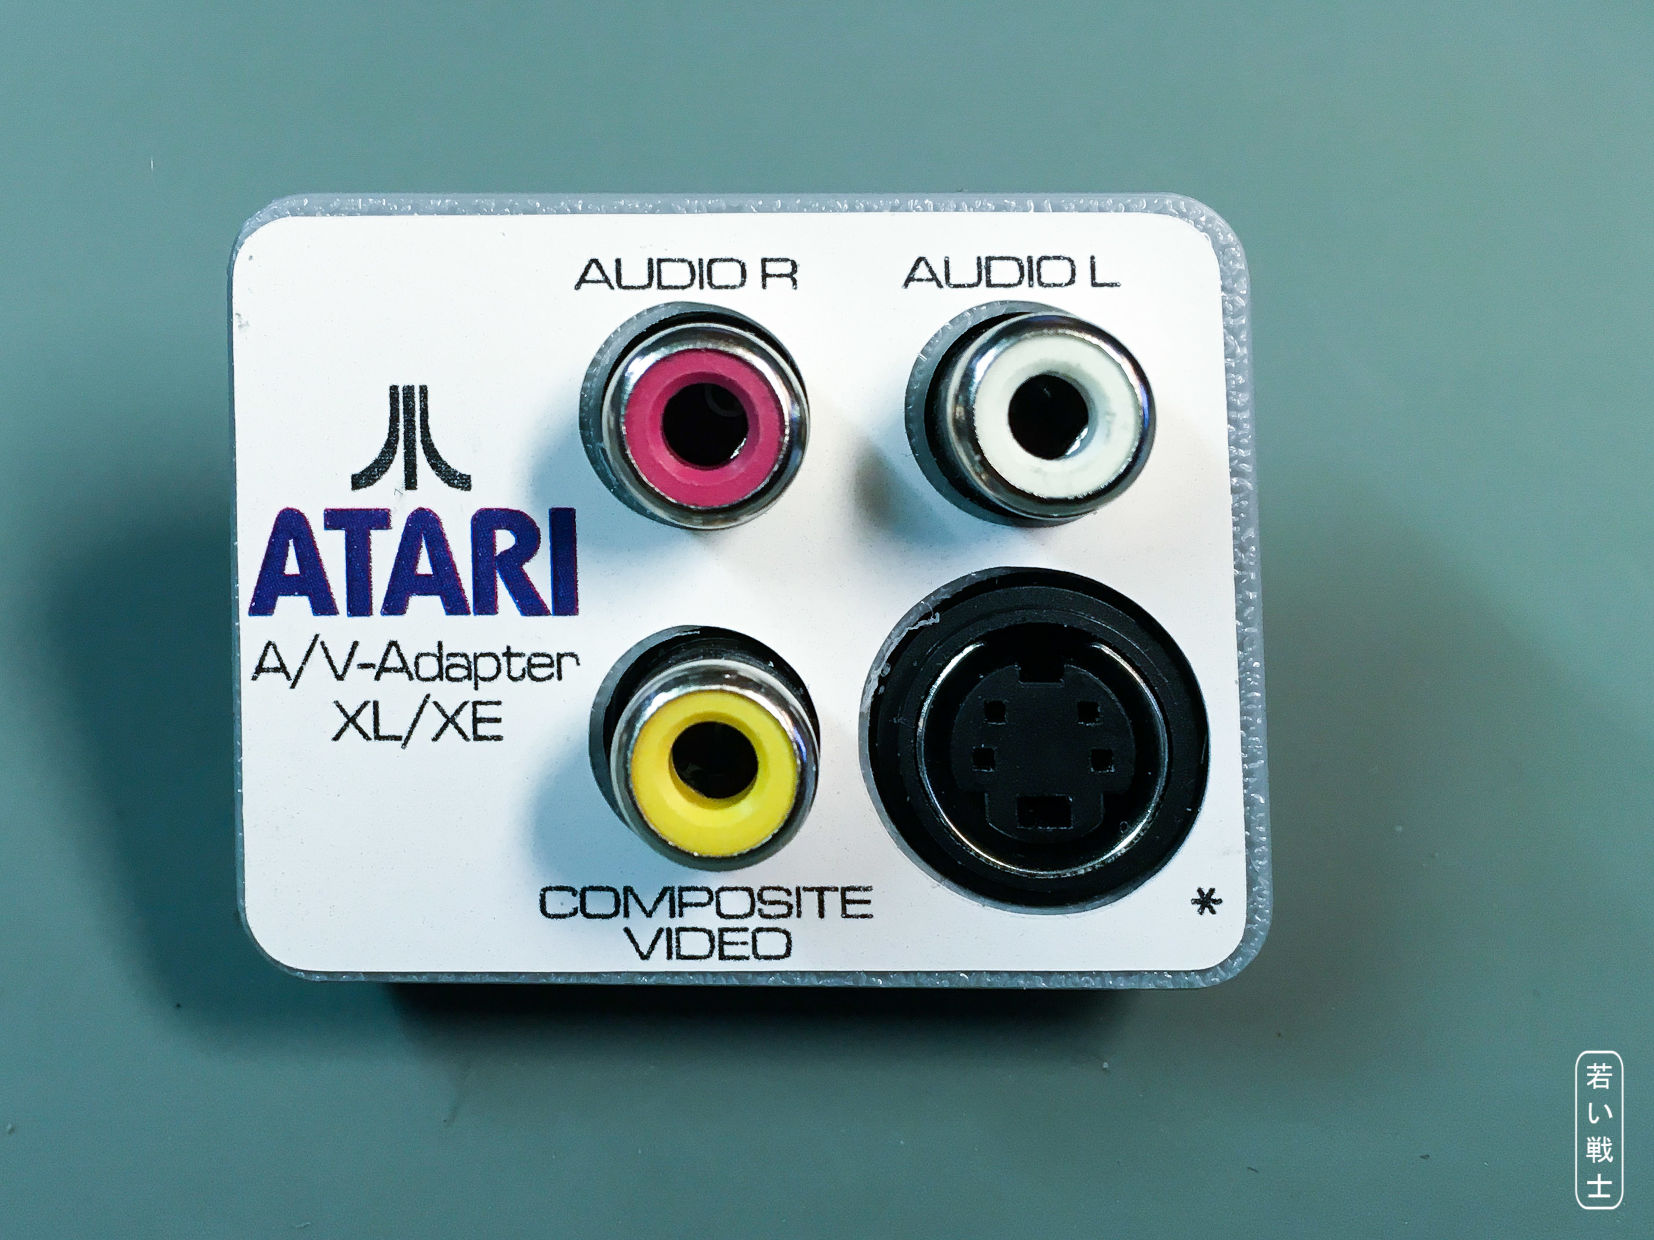 AUDIO R
AUDIO L
ATARI
A/V-Adapter
XL/XE
COMPOSITE
VIDEO
*
若い戦士